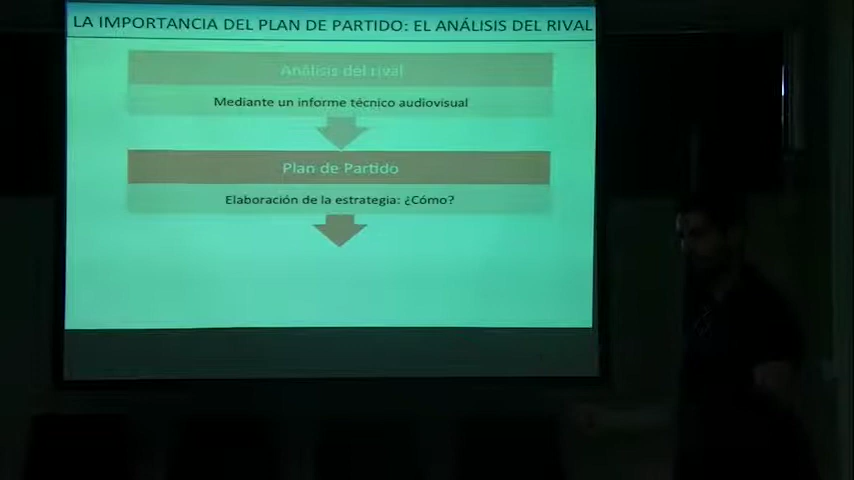 LA IMPORTANCIA DEL PLAN DE PARTIDO: EL ANÁLISIS DEL RIVAL
Análisis del rival
Mediante un informe técnico audiovisual
Plan de Partido
Elaboración de la estrategia: ¿Cómo?